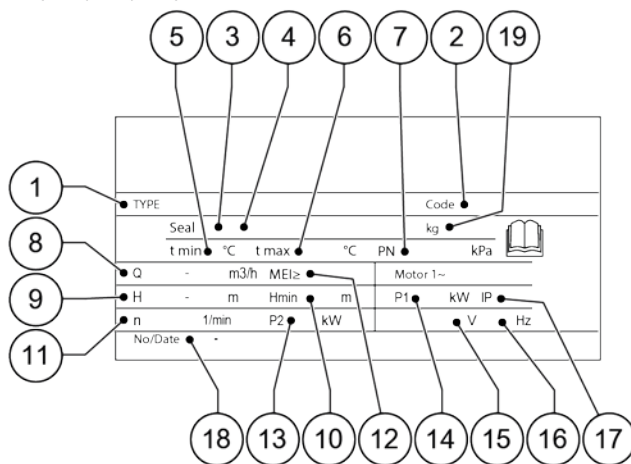 5 3 4 6 7 2 19
1 TYPE Code
Seal kg
t min °C t max °C PN kPa
8 Q - m3/h MEI≥ Motor 1~
9 H - m Hmin m P1 kW IP
11 n 1/min P2 kW V Hz
No/Date -
18 13 10 12 14 15 16 17